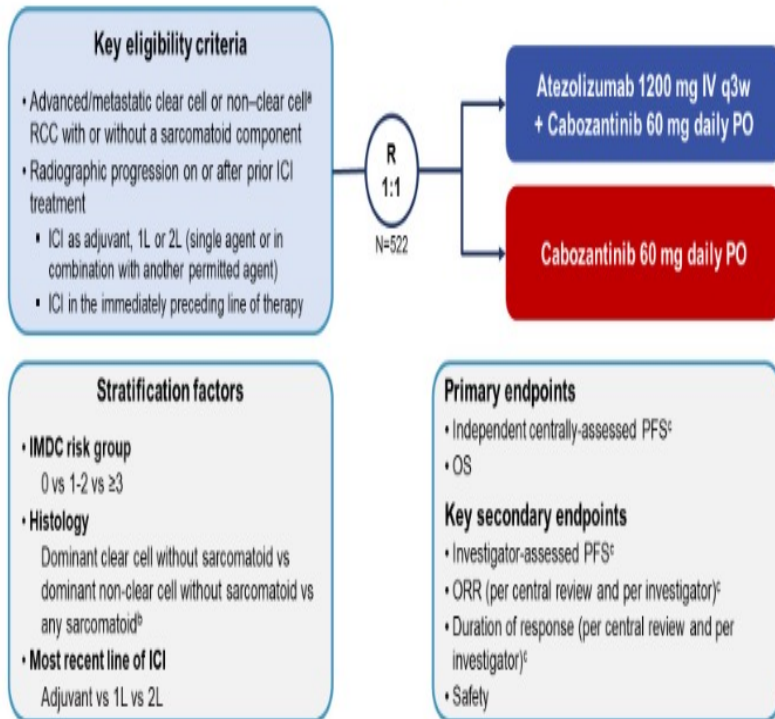 Key eligibility criteria
• Advanced/metastatic clear cell or non–clear cellᵃ
RCC with or without a sarcomatoid component
• Radiographic progression on or after prior ICI
treatment
▪ ICI as adjuvant, 1L or 2L (single agent or in
combination with another permitted agent)
▪ ICI in the immediately preceding line of therapy
R
1:1
N=522
Atezolizumab 1200 mg IV q3w
+ Cabozantinib 60 mg daily PO
Cabozantinib 60 mg daily PO
Stratification factors
• IMDC risk group
0 vs 1-2 vs ≥3
• Histology
Dominant clear cell without sarcomatoid vs
dominant non-clear cell without sarcomatoid vs
any sarcomatoidᵇ
• Most recent line of ICI
Adjuvant vs 1L vs 2L
Primary endpoints
• Independent centrally-assessed PFSᶜ
• OS
Key secondary endpoints
• Investigator-assessed PFSᶜ
• ORR (per central review and per investigator)ᶜ
• Duration of response (per central review and per
investigator)ᶜ
• Safety